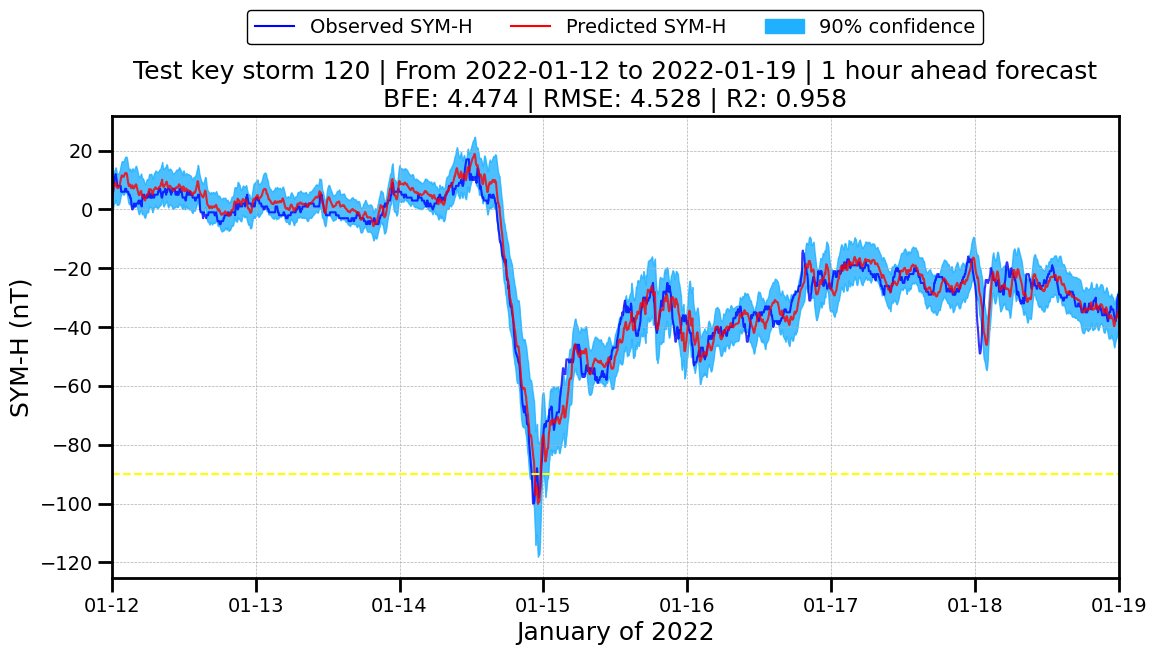 Observed SYM-H Predicted SYM-H 90% confidence
Test key storm 120 | From 2022-01-12 to 2022-01-19 | 1 hour ahead forecast
BFE: 4.474 | RMSE: 4.528 | R2: 0.958
SYM-H (nT)
20
0
−20
−40
−60
−80
−100
−120
01-12 01-13 01-14 01-15 01-16 01-17 01-18 01-19
January of 2022